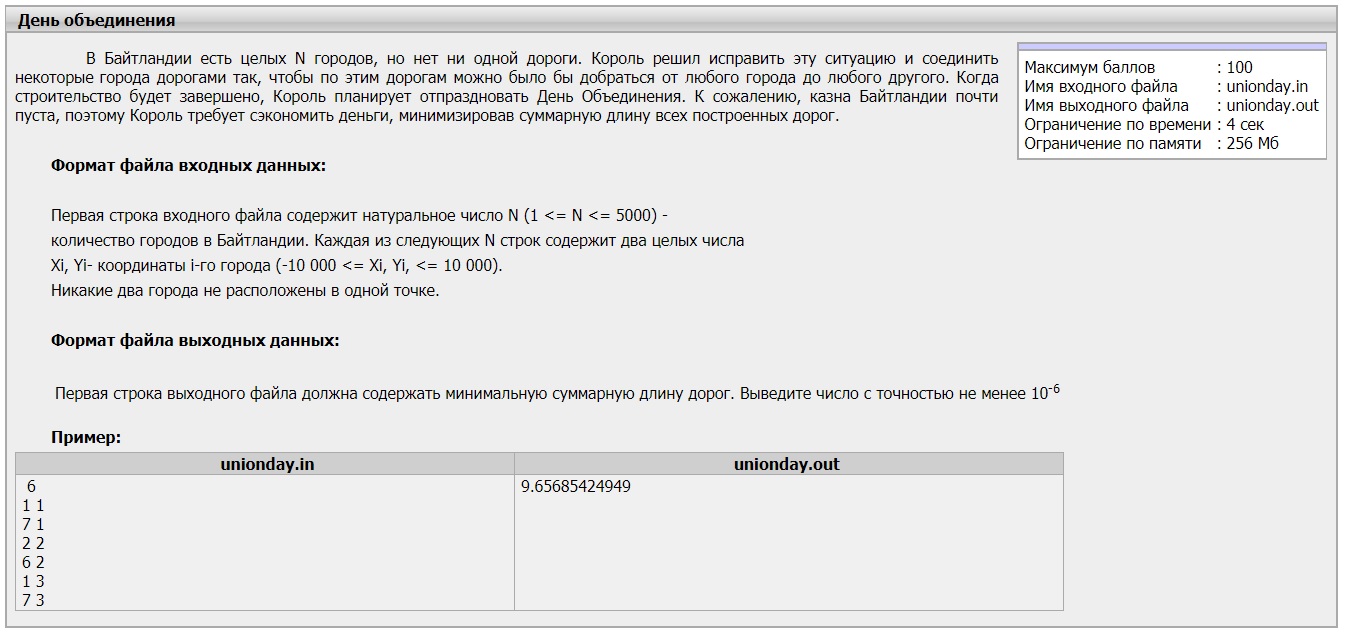 День объединения
В Байтландии есть целых N городов, но нет ни одной дороги. Король решил исправить эту ситуацию и соединить
некоторые города дорогами так, чтобы по этим дорогам можно было бы добраться от любого города до любого другого. Когда
строительство будет завершено, Король планирует отпраздновать День Объединения. К сожалению, казна Байтландии почти
пуста, поэтому Король требует сэкономить деньги, минимизировав суммарную длину всех построенных дорог.
Максимум баллов : 100
Имя входного файла : unionday.in
Имя выходного файла : unionday.out
Ограничение по времени : 4 сек
Ограничение по памяти : 256 Мб
Формат файла входных данных:
Первая строка входного файла содержит натуральное число N (1 <= N <= 5000) -
количество городов в Байтландии. Каждая из следующих N строк содержит два целых числа
Xi, Yi- координаты i-го города (-10 000 <= Xi, Yi, <= 10 000).
Никакие два города не расположены в одной точке.
Формат файла выходных данных:
Первая строка выходного файла должна содержать минимальную суммарную длину дорог. Выведите число с точностью не менее 10^-6
Пример:
unionday.in unionday.out
6 9.65685424949
1 1
7 1
2 2
6 2
1 3
7 3